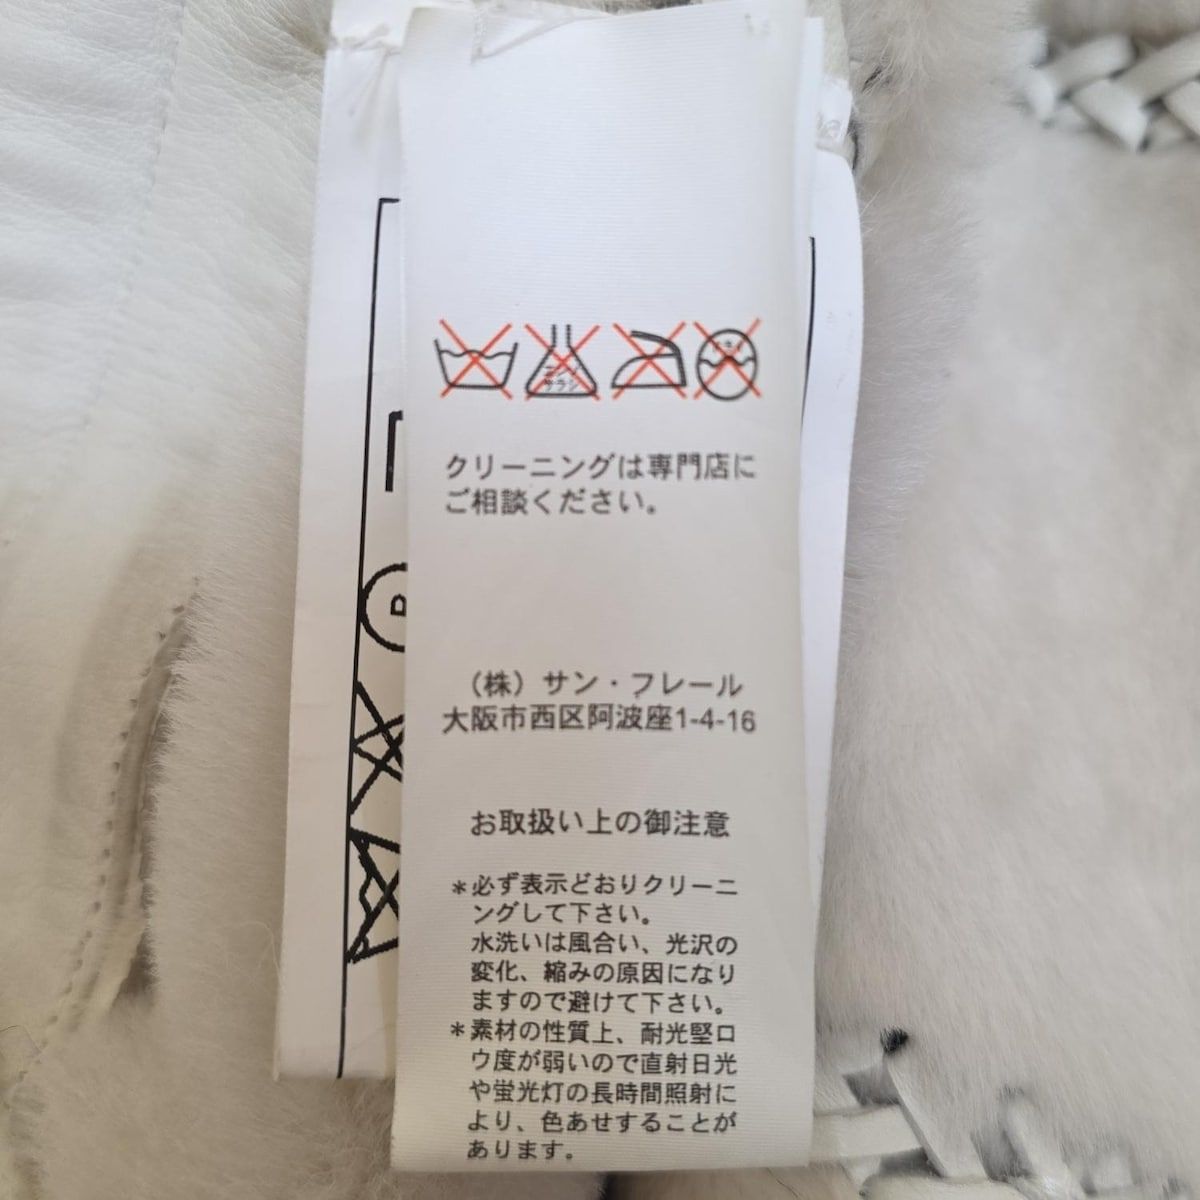 エンソ
サラシ
クリーニングは専門店に
ご相談ください。
（株）サン・フレール
大阪市西区阿波座1-4-16
お取扱い上の御注意
＊必ず表示どおりクリーニ
ングして下さい。
水洗いは風合い、光沢の
変化、縮みの原因になり
ますので避けて下さい。
＊素材の性質上、耐光堅ロ
ウ度が弱いので直射日光
や蛍光灯の長時間照射に
より、色あせすることが
あります。
P